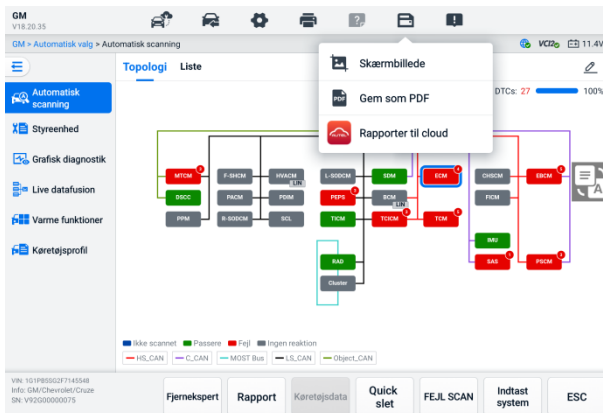 GM
V18.20.35
GM > Automatisk valg > Automatisk scanning
VCI2
11.4V
Automatisk scanning
Styreenhed
Grafisk diagnostik
Live datafusion
Varme funktioner
Køretøjsprofil
Topologi Liste
Skærmbillede
PDF
Gem som PDF
AUTEL
Rapporter til cloud
DTCs: 27
100%
MTCM F-SHCM HVACM L-SODCM SDM ECM CHSCM EBCM
LIN
DSCC PACM PDIM PEPS BCM FICM
LIN
PPM R-SODCM SCL TICM TCICM TCM
IMU
RAD SAS PSCM
Cluster
Ikke scannet Passere Fejl Ingen reaktion
HS_CAN C_CAN MOST Bus LS_CAN Object_CAN
VIN: 1G1PB5SG2F7145548
Info: GM/Chevrolet/Cruze
SN: V92G00000075
Fjernekspert Rapport Køretøjsdata Quick slet FEJL SCAN Indtast system ESC